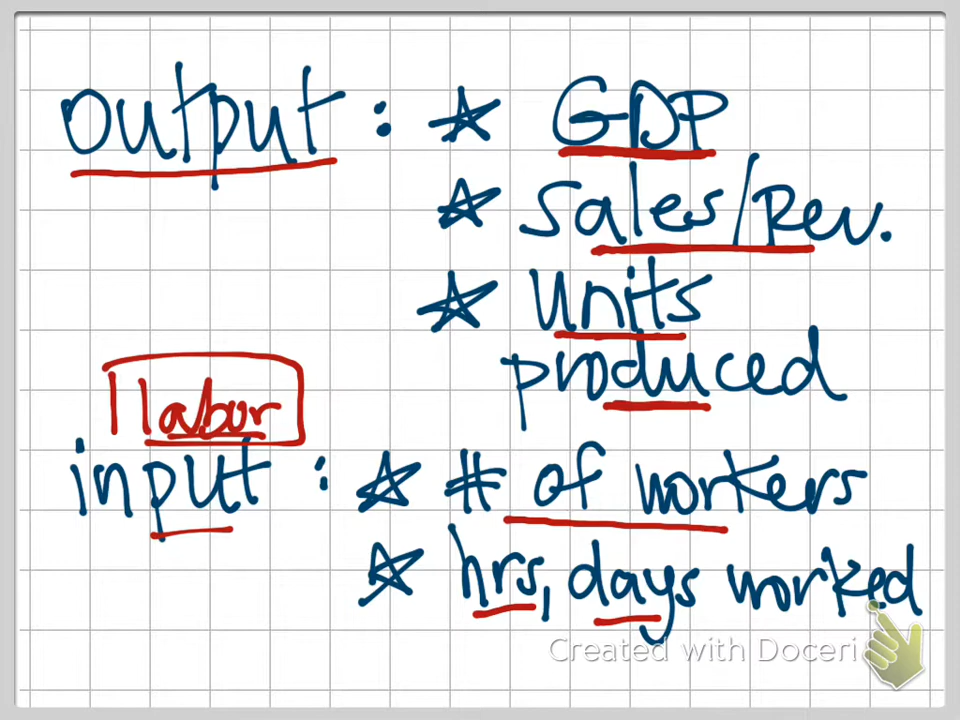 output : ☆ GDP
☆ Sales/Rev.
☆ Units
produced
labor
input : ☆ # of workers
☆ hrs, days worked
Created with Doceri